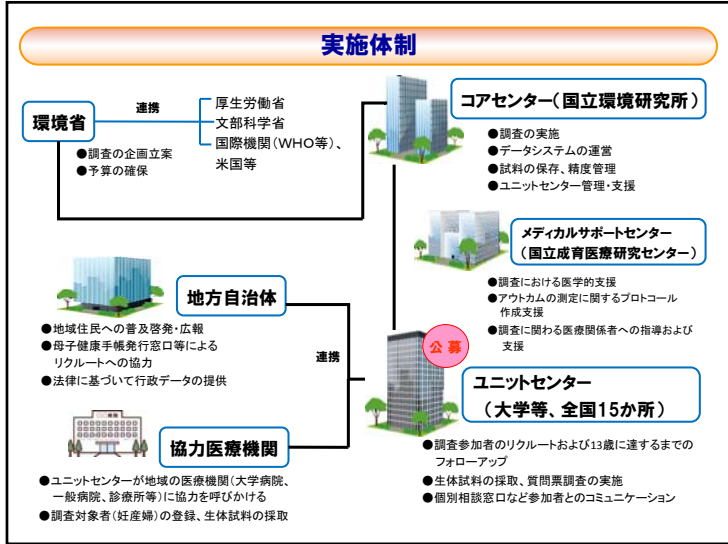 実施体制
環境省
連携
厚生労働省
文部科学省
国際機関(WHO等)、
米国等
●調査の企画立案
●予算の確保
コアセンター(国立環境研究所)
●調査の実施
●データシステムの運営
●試料の保存、精度管理
●ユニットセンター管理・支援
メディカルサポートセンター
(国立成育医療研究センター)
●調査における医学的支援
●アウトカムの測定に関するプロトコール
作成支援
●調査に関わる医療関係者への指導および
支援
地方自治体
●地域住民への普及啓発・広報
●母子健康手帳発行窓口等による
リクルートへの協力
●法律に基づいて行政データの提供
連携
公募
ユニットセンター
(大学等、全国15か所)
●調査参加者のリクルートおよび13歳に達するまでの
フォローアップ
●生体試料の採取、質問票調査の実施
●個別相談窓口など参加者とのコミュニケーション
協力医療機関
●ユニットセンターが地域の医療機関(大学病院、
一般病院、診療所等)に協力を呼びかける
●調査対象者(妊産婦)の登録、生体試料の採取